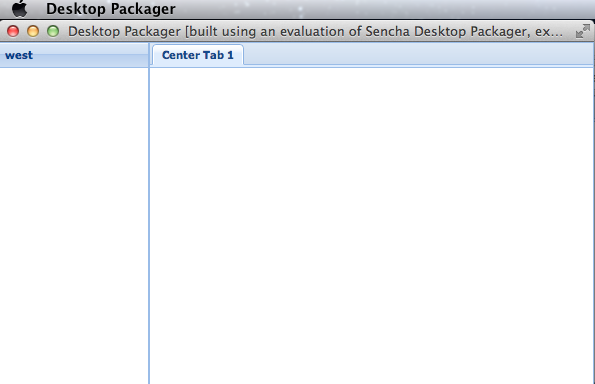 Desktop Packager
Desktop Packager [built using an evaluation of Sencha Desktop Packager, ex...
west
Center Tab 1